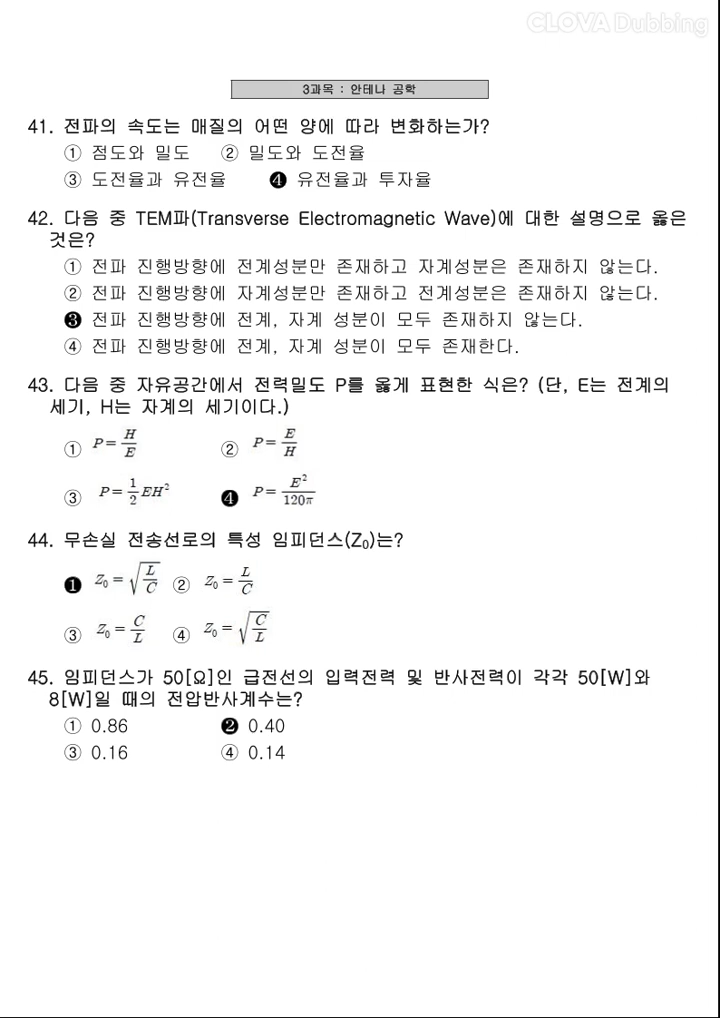 CLOVA Dubbing
3과목 : 안테나 공학
41. 전파의 속도는 매질의 어떤 양에 따라 변화하는가?
① 점도와 밀도 ② 밀도와 도전율
③ 도전율과 유전율 ❹ 유전율과 투자율
42. 다음 중 TEM파(Transverse Electromagnetic Wave)에 대한 설명으로 옳은
것은?
① 전파 진행방향에 전계성분만 존재하고 자계성분은 존재하지 않는다.
② 전파 진행방향에 자계성분만 존재하고 전계성분은 존재하지 않는다.
❸ 전파 진행방향에 전계, 자계 성분이 모두 존재하지 않는다.
④ 전파 진행방향에 전계, 자계 성분이 모두 존재한다.
43. 다음 중 자유공간에서 전력밀도 P를 옳게 표현한 식은? (단, E는 전계의
세기, H는 자계의 세기이다.)
① P=H/E ② P=E/H
③ P=1/2 EH² ❹ P=E²/120π
44. 무손실 전송선로의 특성 임피던스(Z₀)는?
❶ Z₀=√(L/C) ② Z₀=L/C
③ Z₀=C/L ④ Z₀=√(C/L)
45. 임피던스가 50[Ω]인 급전선의 입력전력 및 반사전력이 각각 50[W]와
8[W]일 때의 전압반사계수는?
① 0.86 ❷ 0.40
③ 0.16 ④ 0.14